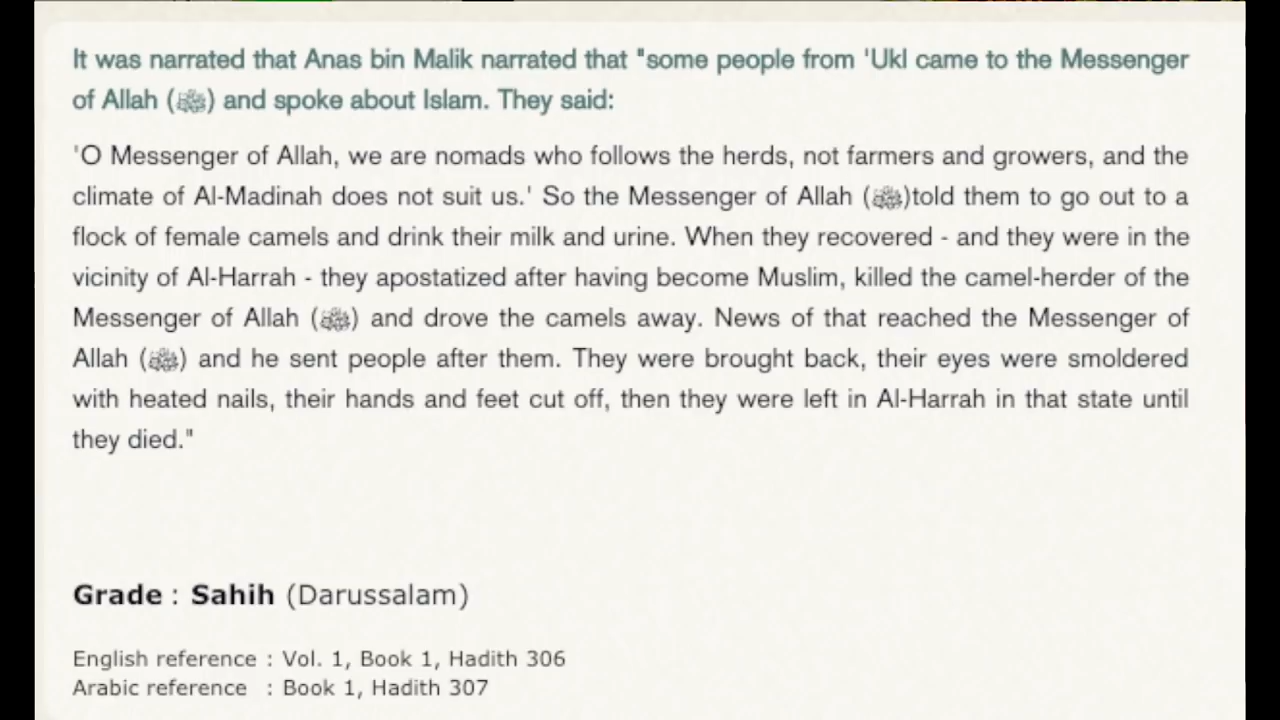 It was narrated that Anas bin Malik narrated that "some people from 'Ukl came to the Messenger
of Allah (ﷺ) and spoke about Islam. They said:
'O Messenger of Allah, we are nomads who follows the herds, not farmers and growers, and the
climate of Al-Madinah does not suit us.' So the Messenger of Allah (ﷺ)told them to go out to a
flock of female camels and drink their milk and urine. When they recovered - and they were in the
vicinity of Al-Harrah - they apostatized after having become Muslim, killed the camel-herder of the
Messenger of Allah (ﷺ) and drove the camels away. News of that reached the Messenger of
Allah (ﷺ) and he sent people after them. They were brought back, their eyes were smoldered
with heated nails, their hands and feet cut off, then they were left in Al-Harrah in that state until
they died."
Grade : Sahih (Darussalam)
English reference : Vol. 1, Book 1, Hadith 306
Arabic reference : Book 1, Hadith 307